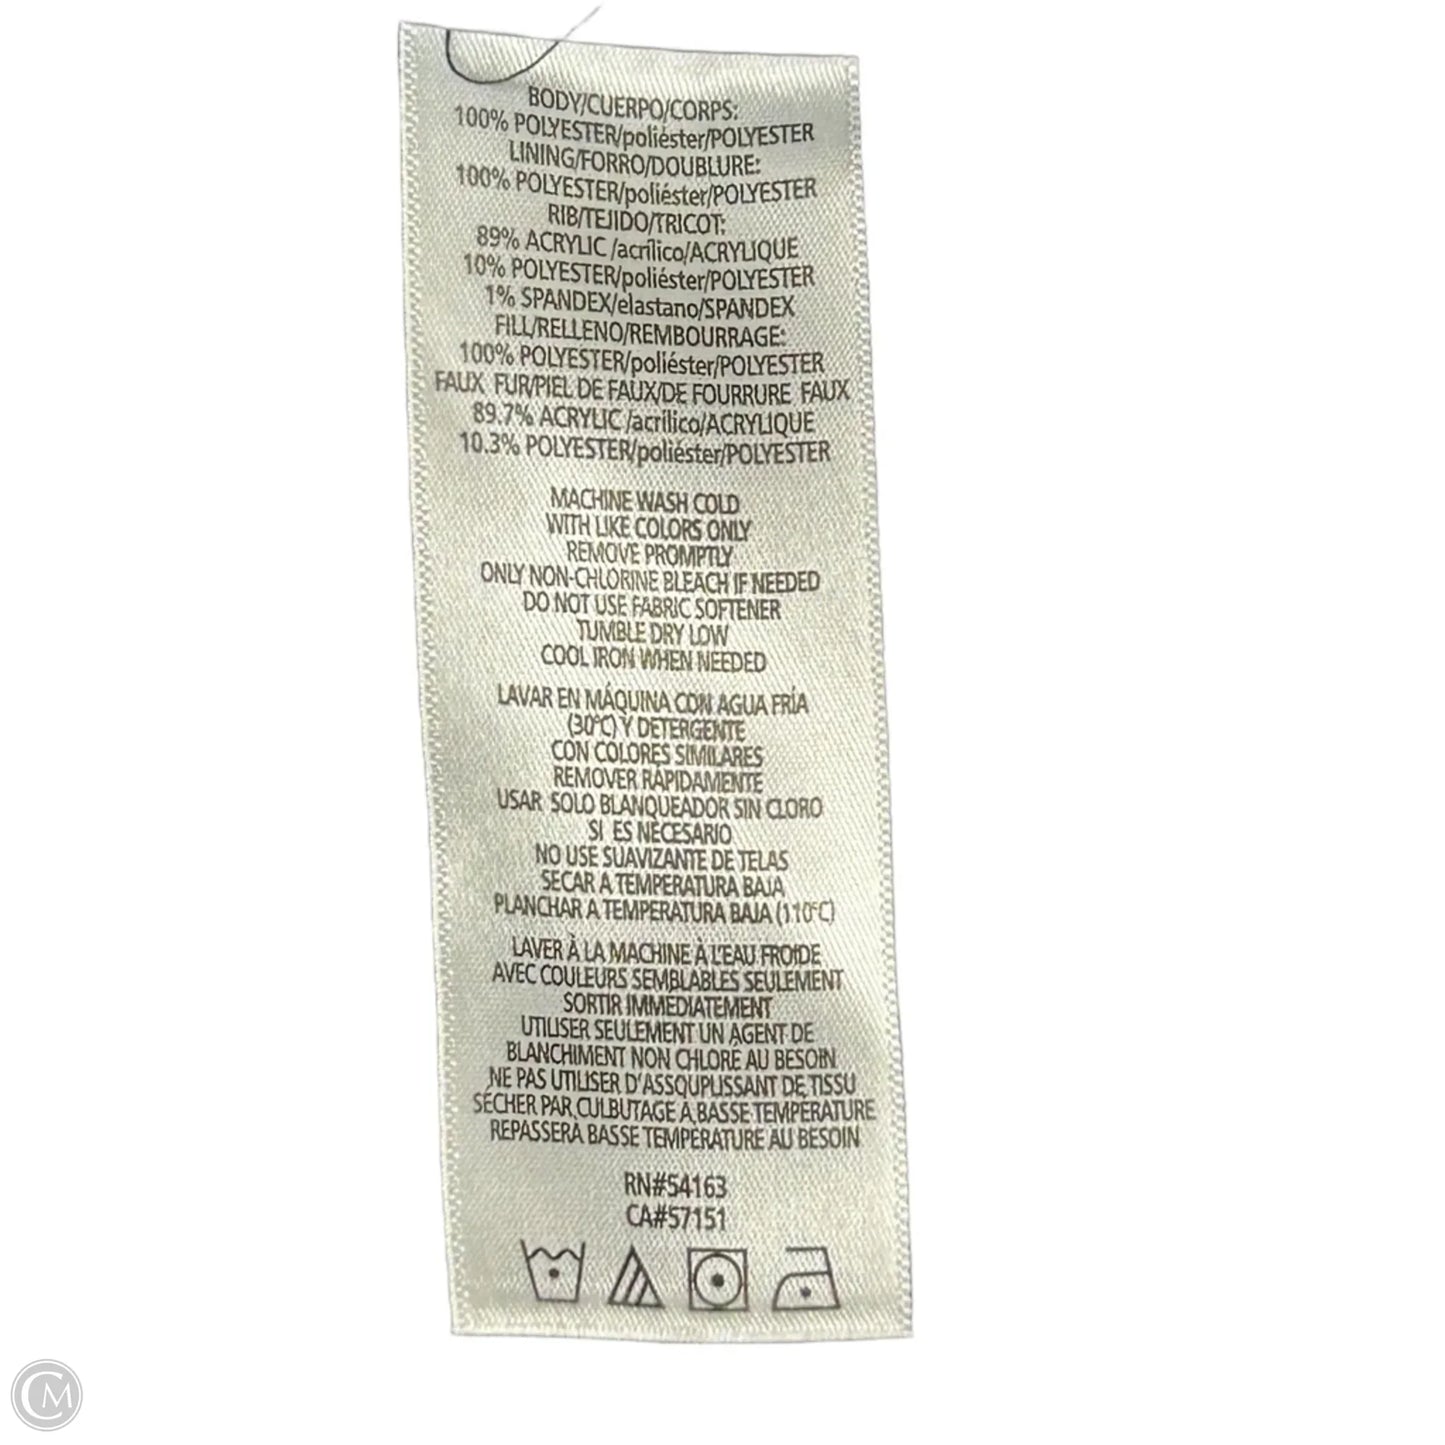 BODY/CUERPO/CORPS:
100% POLYESTER/poliéster/POLYESTER
LINING/FORRO/DOUBLURE:
100% POLYESTER/poliéster/POLYESTER
RIB/TEJIDO/TRICOT:
89% ACRYLIC /acrílico/ACRYLIQUE
10% POLYESTER/poliéster/POLYESTER
1% SPANDEX/elastano/SPANDEX
FILL/RELLENO/REMBOURRAGE:
100% POLYESTER/poliéster/POLYESTER
FAUX FUR/PIEL DE FAUX/DE FOURRURE FAUX
89.7% ACRYLIC /acrílico/ACRYLIQUE
10.3% POLYESTER/poliéster/POLYESTER
MACHINE WASH COLD
WITH LIKE COLORS ONLY
REMOVE PROMPTLY
ONLY NON-CHLORINE BLEACH IF NEEDED
DO NOT USE FABRIC SOFTENER
TUMBLE DRY LOW
COOL IRON WHEN NEEDED
LAVAR EN MÁQUINA CON AGUA FRÍA
(30°C) Y DETERGENTE
CON COLORES SIMILARES
REMOVER RÁPIDAMENTE
USAR SOLO BLANQUEADOR SIN CLORO
SI ES NECESARIO
NO USE SUAVIZANTE DE TELAS
SECAR A TEMPERATURA BAJA
PLANCHAR A TEMPERATURA BAJA (110°C)
LAVER À LA MACHINE À L'EAU FROIDE
AVEC COULEURS SEMBLABLES SEULEMENT
SORTIR IMMÉDIATEMENT
UTILISER SEULEMENT UN AGENT DE
BLANCHIMENT NON CHLORÉ AU BESOIN
NE PAS UTILISER D'ASSOUPLISSANT DE TISSU
SÉCHER PAR CULBUTAGE À BASSE TEMPÉRATURE
REPASSER À BASSE TEMPÉRATURE AU BESOIN
RN#54163
CA#57151
CM